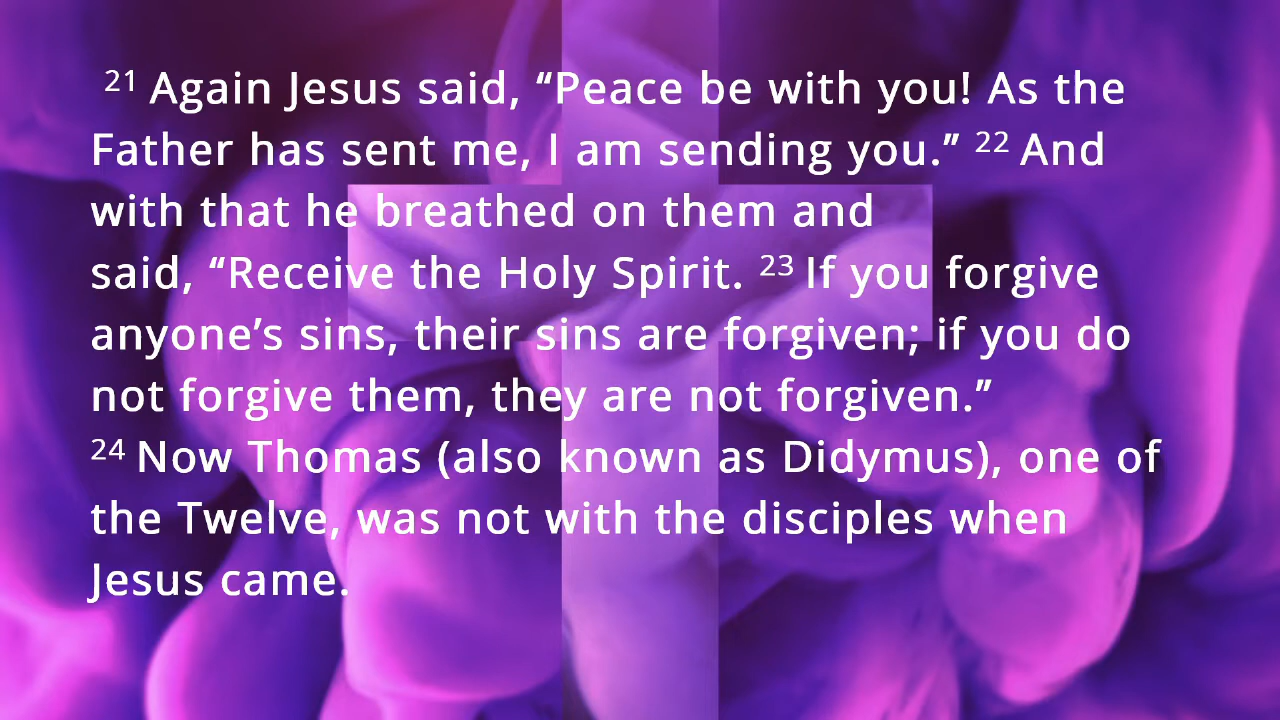 21 Again Jesus said, “Peace be with you! As the
Father has sent me, I am sending you.” 22 And
with that he breathed on them and
said, “Receive the Holy Spirit. 23 If you forgive
anyone’s sins, their sins are forgiven; if you do
not forgive them, they are not forgiven.”
24 Now Thomas (also known as Didymus), one of
the Twelve, was not with the disciples when
Jesus came.